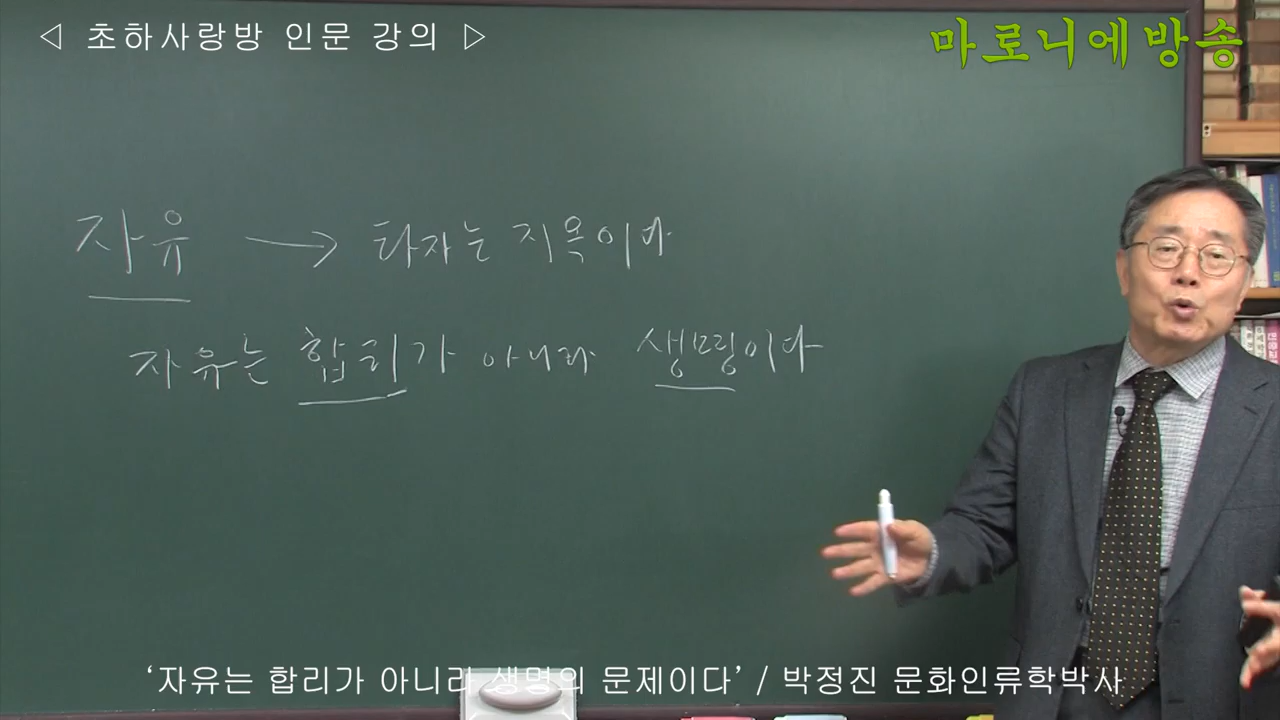 ◁ 초하사랑방 인문 강의 ▷
마로니에방송
자유 → 타자는 지옥이다
자유는 합리가 아니라 생명이다
‘자유는 합리가 아니라 생명의 문제이다’ / 박정진 문화인류학박사